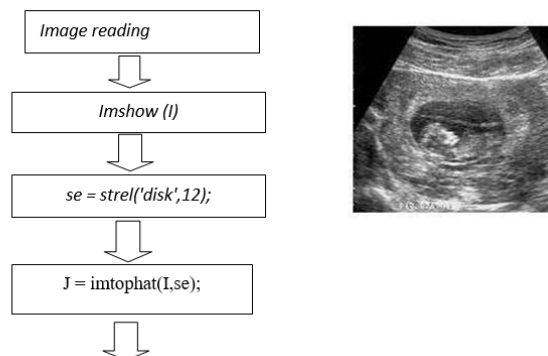 Image reading
Imshow (I)
se = strel('disk',12);
J = imtophat(I,se);